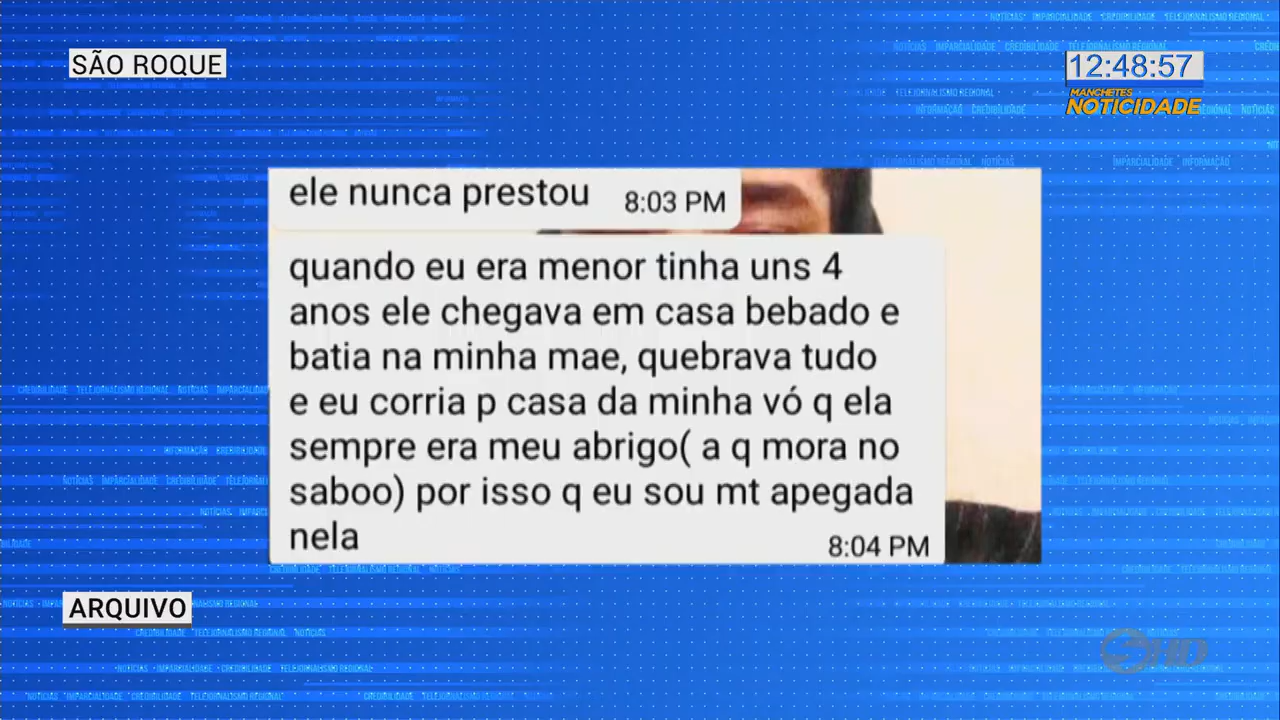 SÃO ROQUE
12:48:57
MANCHETES
NOTICIDADE
ele nunca prestou 8:03 PM
quando eu era menor tinha uns 4
anos ele chegava em casa bebado e
batia na minha mae, quebrava tudo
e eu corria p casa da minha vó q ela
sempre era meu abrigo( a q mora no
saboo) por isso q eu sou mt apegada
nela
8:04 PM
ARQUIVO
HD